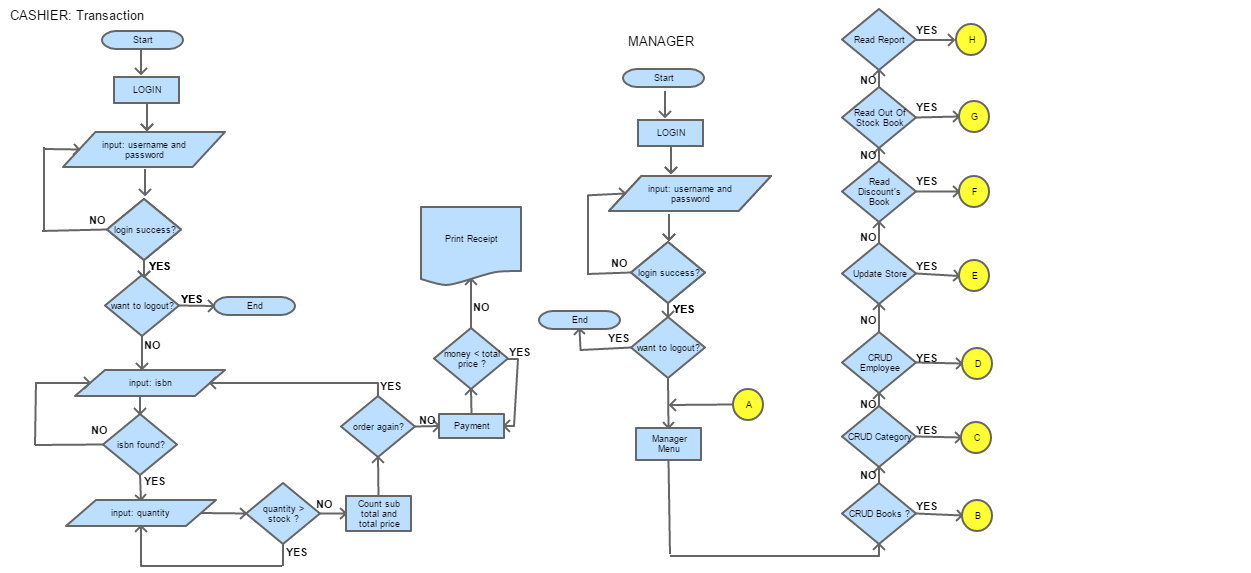 CASHIER: Transaction
Start
LOGIN
input: username and
password
NO
login success?
YES
want to logout?
YES
End
NO
input: isbn
NO
isbn found?
YES
input: quantity
quantity >
stock ?
NO
YES
Count sub
total and
total price
order again?
YES
NO
Payment
money < total
price ?
YES
NO
Print Receipt
MANAGER
Start
LOGIN
input: username and
password
NO
login success?
YES
want to logout?
YES
End
A
Manager
Menu
CRUD Books ?
YES
B
NO
CRUD Category
YES
C
NO
CRUD
Employee
YES
D
NO
Update Store
YES
E
NO
Read
Discount's
Book
YES
F
NO
Read Out Of
Stock Book
YES
G
NO
Read Report
YES
H